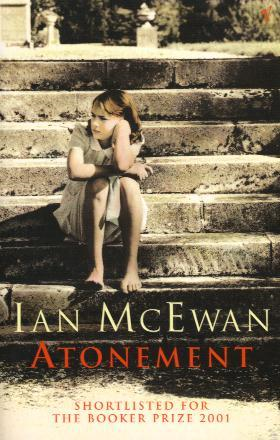 IAN MCEWAN
ATONEMENT
SHORTLISTED FOR
THE BOOKER PRIZE 2001